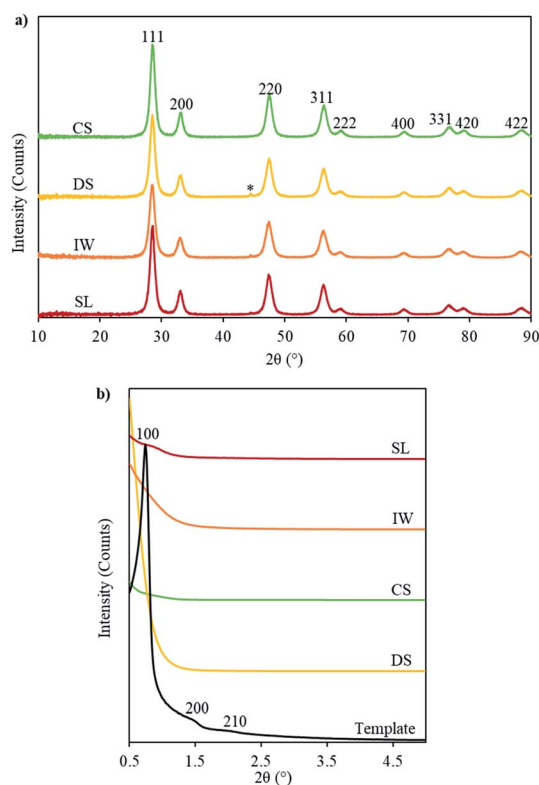 a)
111
200
220
311
222
400
331
420
422
CS
DS
*
IW
SL
Intensity (Counts)
10 20 30 40 50 60 70 80 90
2θ (°)
b)
100
SL
IW
CS
DS
200
210
Template
Intensity (Counts)
0.5 1.5 2.5 3.5 4.5
2θ (°)